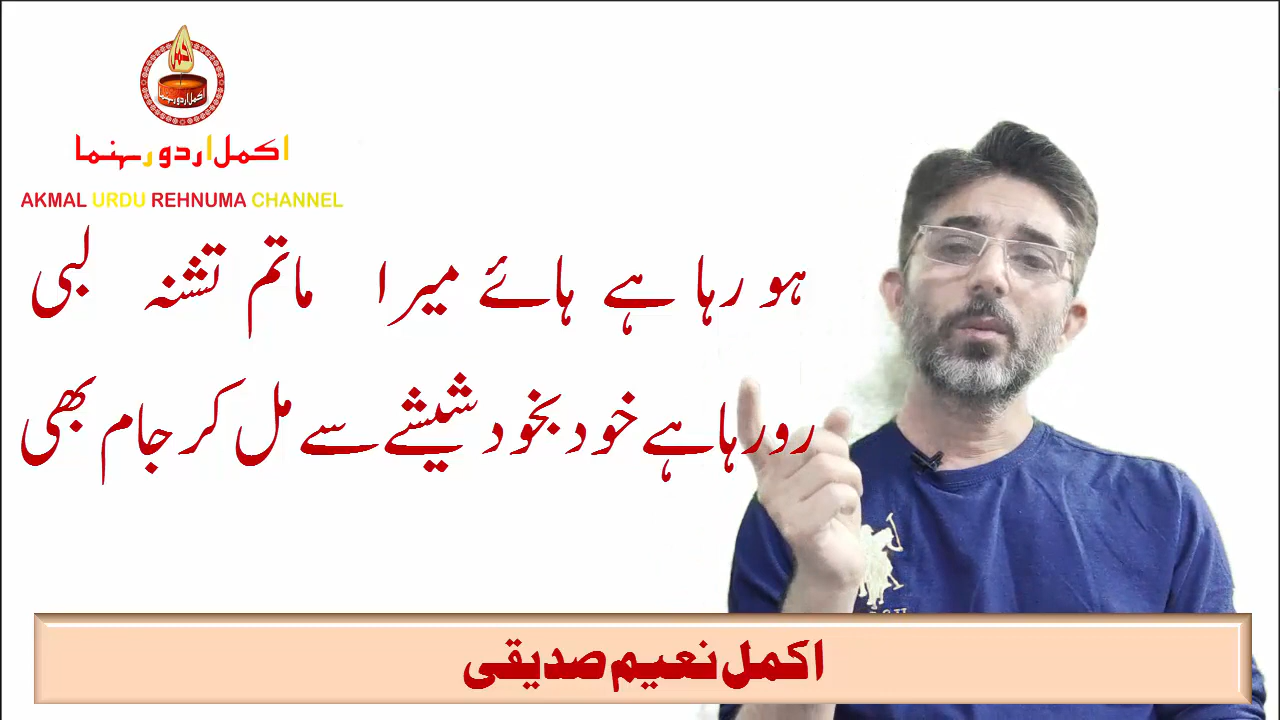 اکمل اردو رہنما
AKMAL URDU REHNUMA CHANNEL
ہو رہا ہے ہائے میرا ماتم تشنہ لبی
رو رہا ہے خود بخود شیشے سے مل کر جام بھی
اکمل نعیم صدیقی